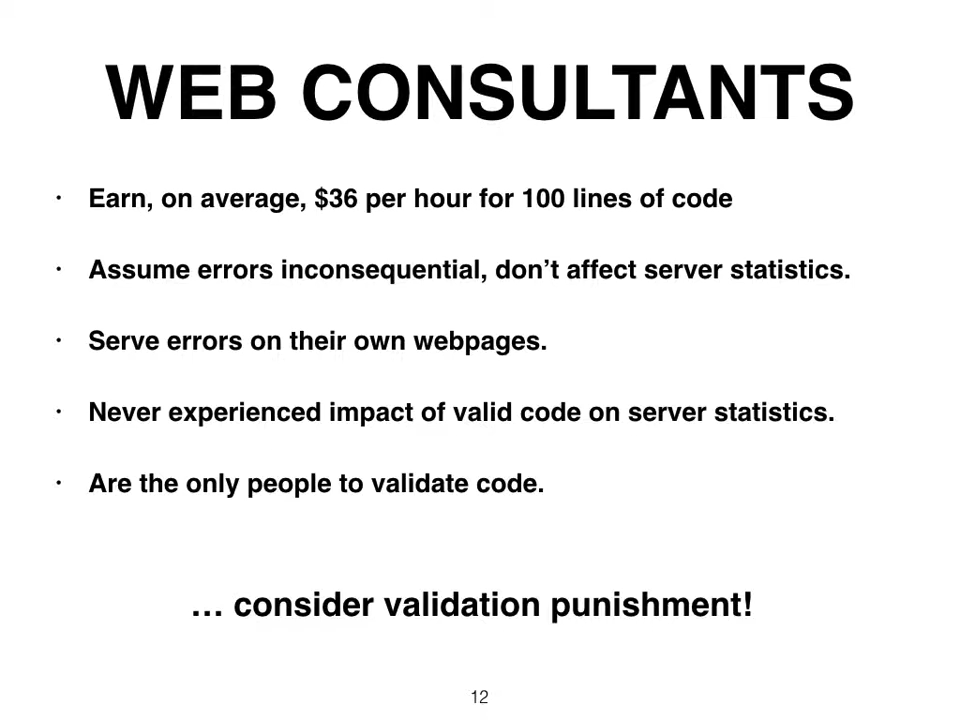 WEB CONSULTANTS
• Earn, on average, $36 per hour for 100 lines of code
• Assume errors inconsequential, don’t affect server statistics.
• Serve errors on their own webpages.
• Never experienced impact of valid code on server statistics.
• Are the only people to validate code.
… consider validation punishment!
12